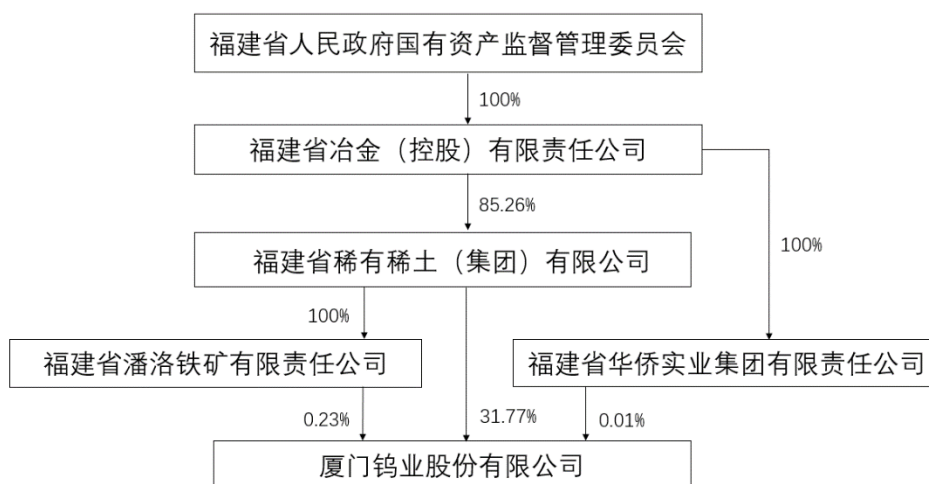 福建省人民政府国有资产监督管理委员会
100%
福建省冶金（控股）有限责任公司
85.26%
100%
福建省稀有稀土（集团）有限公司
100%
福建省潘洛铁矿有限责任公司
福建省华侨实业集团有限责任公司
0.23%
31.77%
0.01%
厦门钨业股份有限公司